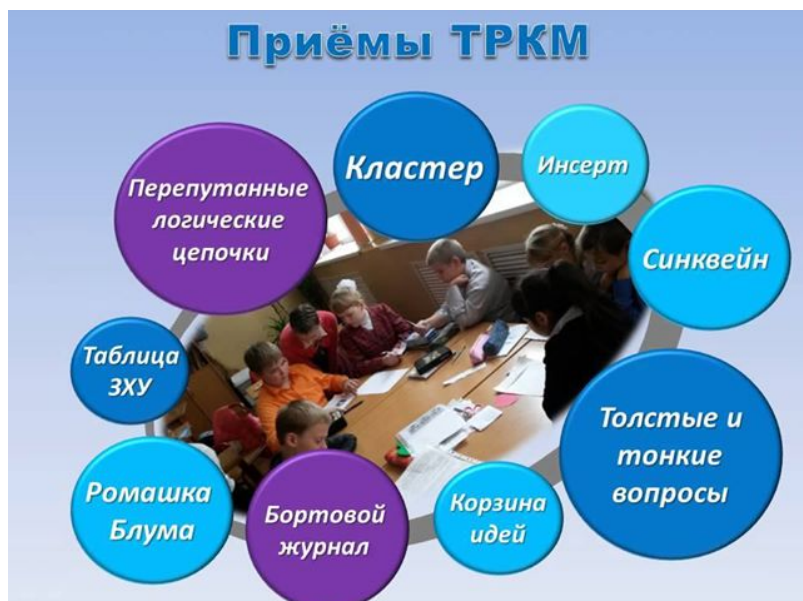 Приёмы ТРКМ
Кластер
Инсерт
Перепутанные
логические
цепочки
Синквейн
Таблица
ЗХУ
Толстые и
тонкие
вопросы
Ромашка
Блума
Бортовой
журнал
Корзина
идей